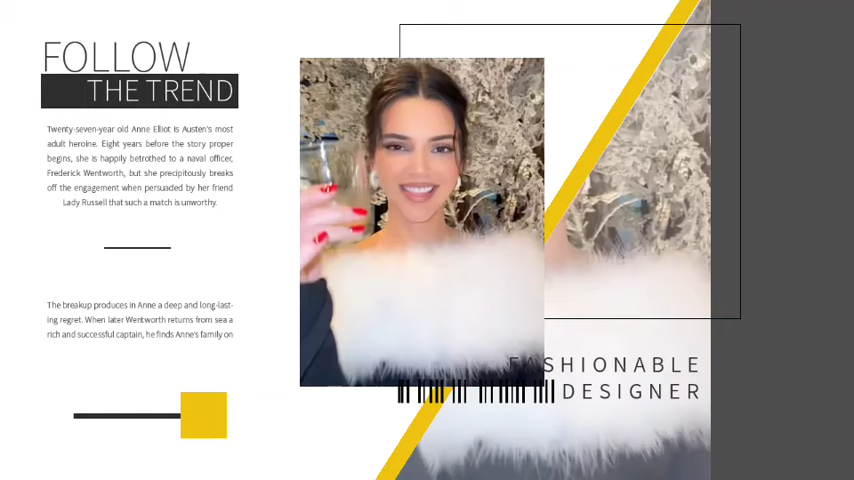 FOLLOW
THE TREND
Twenty-seven-year old Anne Elliot is Austen's most
adult heroine. Eight years before the story proper
begins, she is happily betrothed to a naval officer,
Frederick Wentworth, but she precipitously breaks
off the engagement when persuaded by her friend
Lady Russell that such a match is unworthy.
The breakup produces in Anne a deep and long-last-
ing regret. When later Wentworth returns from sea a
rich and successful captain, he finds Anne's family on
FASHIONABLE
DESIGNER